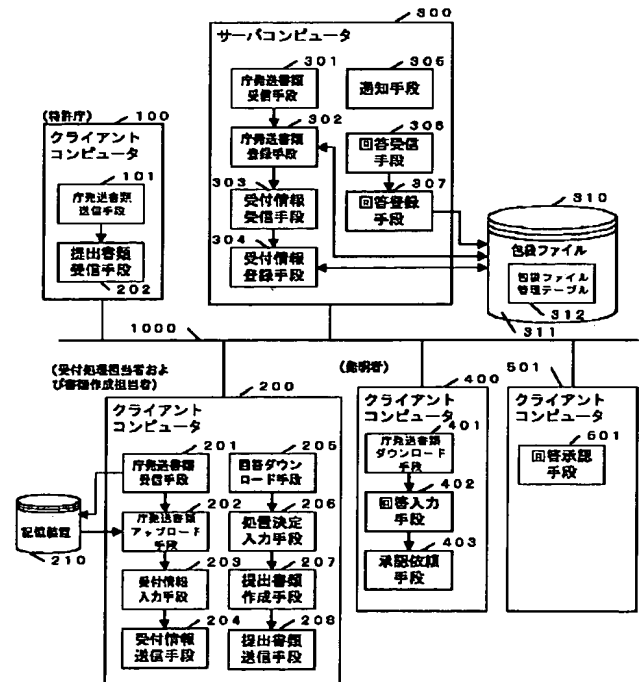 300
サーバコンピュータ
301
庁発送書類
受信手段
305
通知手段
302
庁発送書類
登録手段
306
回答受信
手段
303
受付情報
受信手段
307
回答登録
手段
304
受付情報
登録手段
(特許庁)
100
クライアント
コンピュータ
101
庁発送書類
送信手段
提出書類
受信手段
202
310
包袋ファイル
包袋ファイル
管理テーブル
312
311
1000
(受付処理担当者およ
び書類作成担当者)
200
クライアント
コンピュータ
201
庁発送書類
受信手段
205
回答ダウン
ロード手段
202
庁発送書類
アップロード
手段
206
処置決定
入力手段
203
受付情報
入力手段
207
提出書類
作成手段
204
受付情報
送信手段
208
提出書類
送信手段
記憶装置
210
(発明者)
400
クライアント
コンピュータ
401
庁発送書類
ダウンロード
手段
402
回答入力
手段
403
承認依頼
手段
501
クライアント
コンピュータ
501
回答承認
手段